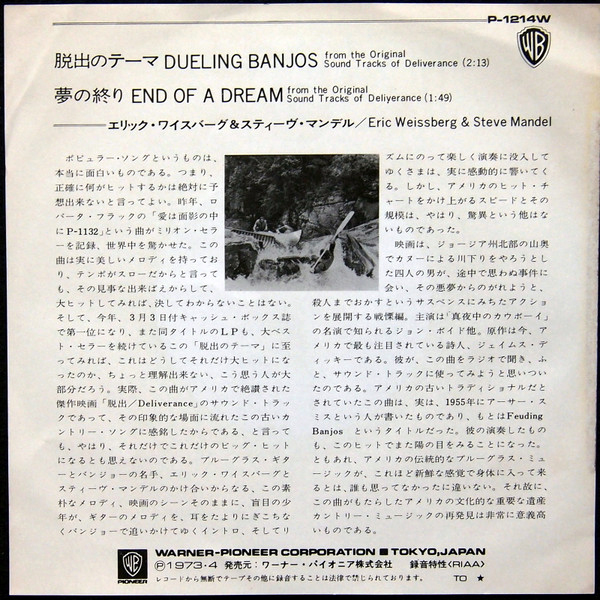 P-1214W
WB
脱出のテーマ DUELING BANJOS from the Original Sound Tracks of Deliverance (2:13)
夢の終り END OF A DREAM from the Original Sound Tracks of Deliyerance (1:49)
エリック・ワイスバーグ&スティーヴ・マンデル/Eric Weissberg & Steve Mandel
ポピュラー・ソングというものは、
本当に面白いものである。つまり、
正確に何がヒットするかは絶対に予
想出来ないと言ってよい。昨年、ロ
バータ・フラックの「愛は面影の中
にP-1132」という曲がミリオン・セラ
ーを記録、世界中を驚かせた。この
曲は実に美しいメロディを持ってお
り、テンポがスローだからと言って
も、その見事な出来ばえからして、
大ヒットしてみれば、決してわからないことはない。
そして、今年、3月3日付キャッシュ・ボックス誌
で第一位になり、また同タイトルのLPも、大ベス
ト・セラーを続けているこの「脱出のテーマ」に至
ってみれば、これはどうしてそれだけ大ヒットにな
ったのか、ちょっと理解出来ない、こう思う人が大
部分だろう。実際、この曲がアメリカで絶讃された
傑作映画「脱出/Deliverance」のサウンド・トラッ
クであって、その印象的な場面に流れたこの古いカ
ントリー・ソングに感銘したからである、と言って
も、やはり、それだけでこれだけのビッグ・ヒット
になるとも思えないのである。ブルーグラス・ギタ
ーとバンジョーの名手、エリック・ワイスバーグと
スティーヴ・マンデルのかけ合いからなる、この素
朴なメロディ、映画のシーンそのままに、盲目の少
年が、ギターのメロディを、耳をたよりにぎこちな
くバンジョーで追いかけてゆくイントロ、そしてリ
ズムにのって楽しく演奏に没入して
ゆくさまは、実に感動的に響いてく
る。しかし、アメリカのヒット・チ
ャートをかけ上がるスピードとその
規模は、やはり、驚異という他はな
いものであった。
映画は、ジョージア州北部の山奥
でカヌーによる川下りをやろうとし
た四人の男が、途中で思わぬ事件に
会い、その悪夢からのがれようと、
殺人までおかすというサスペンスにみちたアクショ
ンを展開する戦慄編。主演は「真夜中のカウボーイ」
の名演で知られるジョン・ボイド他。原作は今、ア
メリカで最も注目されている詩人、ジェイムス・デ
ィッキーである。彼が、この曲をラジオで聞き、ふ
と、サウンド・トラックに使ってみようと思いつい
たのである。アメリカの古いトラディショナルだと
されていたこの曲は、実は、1955年にアーサー・ス
ミスという人が書いたものであり、もとはFeuding
Banjos というタイトルだった。彼の演奏したもの
も、このヒットでまた陽の目をみることになった。
ともあれ、アメリカの伝統的なブルーグラス・ミュ
ージックが、これほど新鮮な感覚で身体に入って来
るとは、誰も思ってなかったに違いない。それ故に、
この曲がもたらしたアメリカの文化的な重要な遺産
カントリー・ミュージックの再発見は非常に意義高
いものである。
WB PIONEER
WARNER-PIONEER CORPORATION ■ TOKYO, JAPAN
Ⓟ1973・4 発売元:ワーナー・パイオニア株式会社 録音特性(RIAA)
レコードから無断でテープその他に録音することは法律で禁じられております。 TO ★